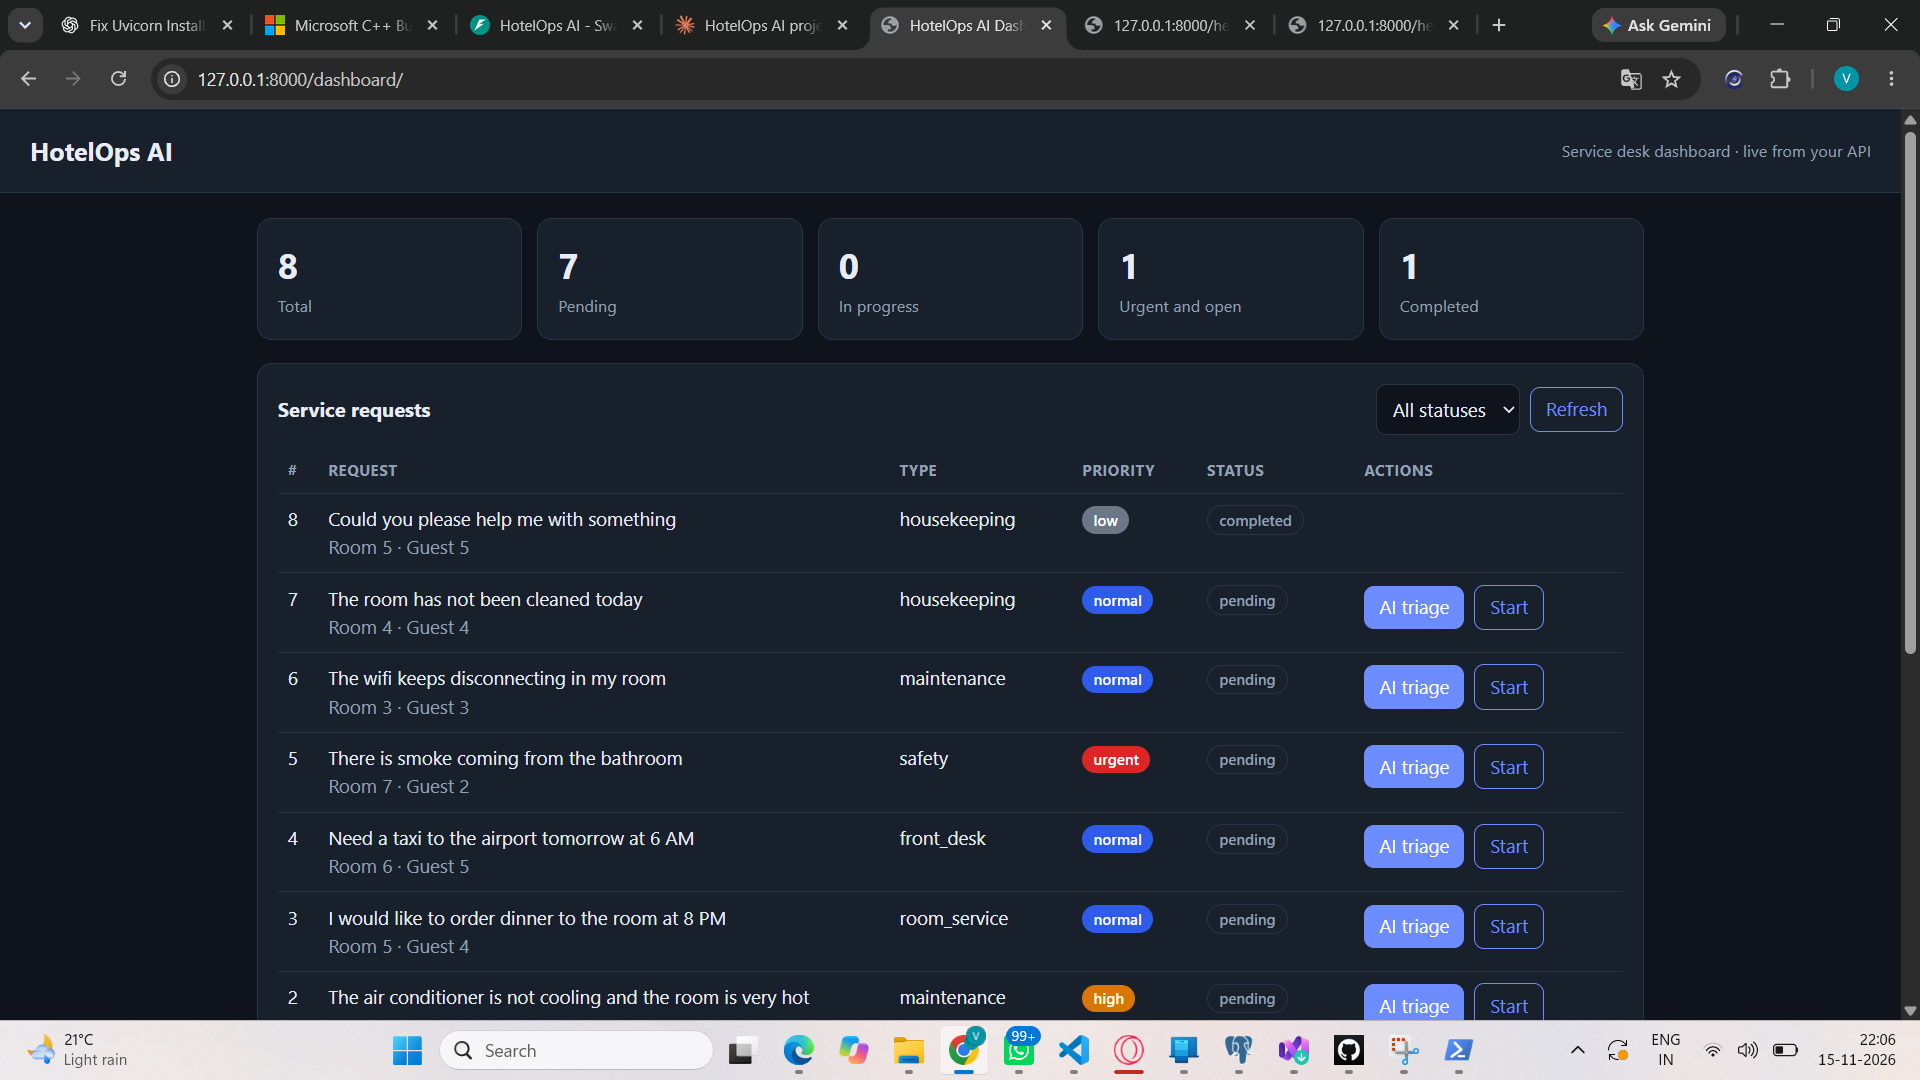 Fix Uvicorn Install
Microsoft C++ Bu
HotelOps AI - Swa
HotelOps AI proje
HotelOps AI Dash
127.0.0.1:8000/he
127.0.0.1:8000/he
Ask Gemini
127.0.0.1:8000/dashboard/
V
HotelOps AI
Service desk dashboard · live from your API
8
Total
7
Pending
0
In progress
1
Urgent and open
1
Completed
Service requests
All statuses
Refresh
# REQUEST TYPE PRIORITY STATUS ACTIONS
8 Could you please help me with something housekeeping low completed
Room 5 · Guest 5
7 The room has not been cleaned today housekeeping normal pending AI triage Start
Room 4 · Guest 4
6 The wifi keeps disconnecting in my room maintenance normal pending AI triage Start
Room 3 · Guest 3
5 There is smoke coming from the bathroom safety urgent pending AI triage Start
Room 7 · Guest 2
4 Need a taxi to the airport tomorrow at 6 AM front_desk normal pending AI triage Start
Room 6 · Guest 5
3 I would like to order dinner to the room at 8 PM room_service normal pending AI triage Start
Room 5 · Guest 4
2 The air conditioner is not cooling and the room is very hot maintenance high pending AI triage Start
21°C
Light rain
Search
V
99+
ENG
IN
22:06
15-11-2026